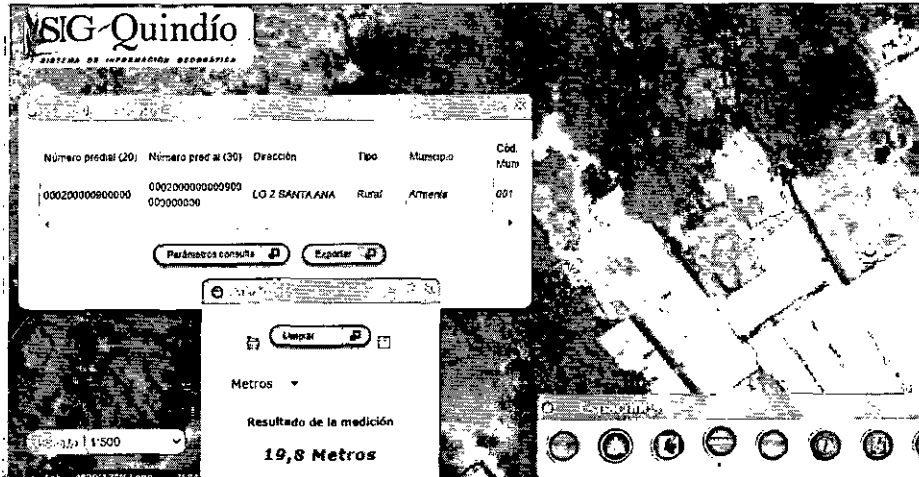 SIG-Quindío
SISTEMA DE INFORMACIÓN GEOGRÁFICA
Número predial (20) Número predial (30) Dirección Tipo Municipio Cód. Mum
000200000900000 0002000000000900 000000000 LO 2 SANTA ANA Rural Armenia 001
Parámetros consulta Exportar
Limpiar
Metros
Resultado de la medición
19,8 Metros
1:500